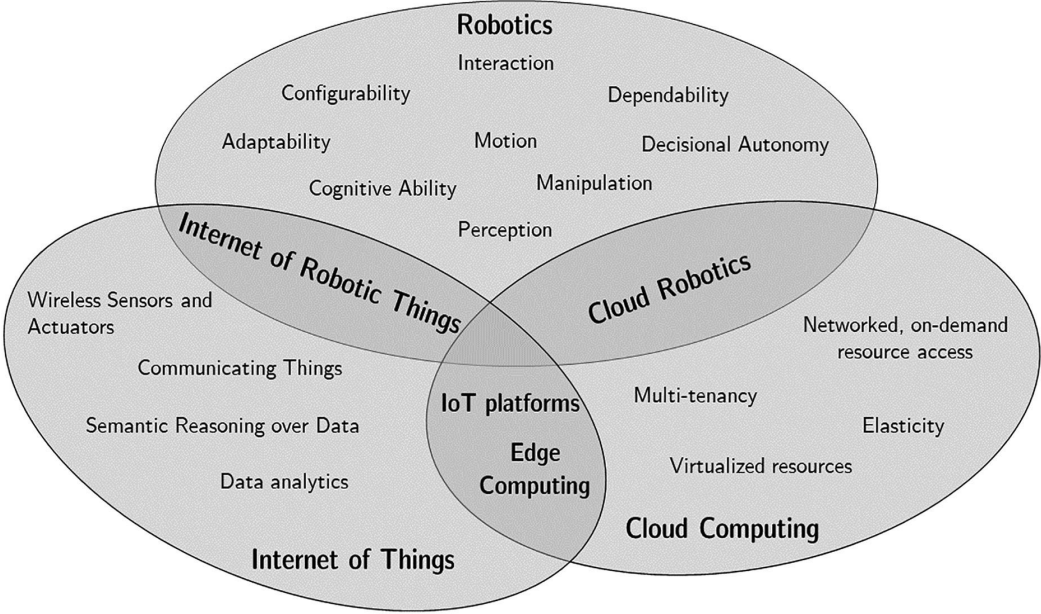 Robotics
Interaction
Configurability
Dependability
Adaptability
Motion
Decisional Autonomy
Cognitive Ability
Manipulation
Perception
Internet of Robotic Things
Cloud Robotics
Wireless Sensors and
Actuators
Networked, on-demand
resource access
Communicating Things
IoT platforms
Multi-tenancy
Semantic Reasoning over Data
Elasticity
Edge
Computing
Virtualized resources
Data analytics
Cloud Computing
Internet of Things